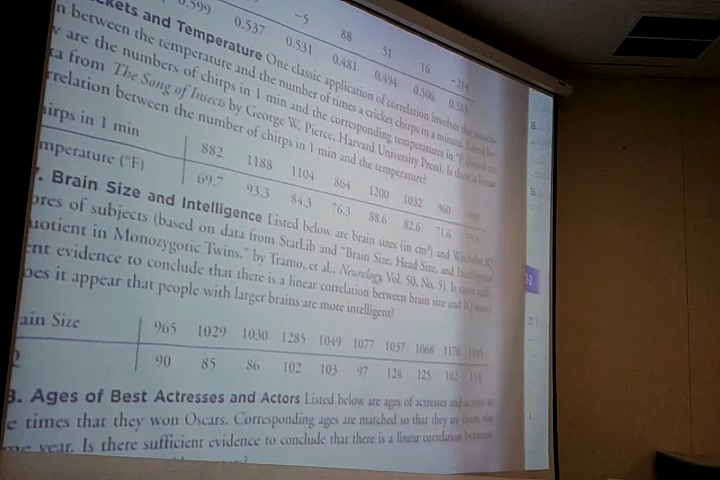 0.599 −5 88 51 16 −214
0.537 0.531 0.481 0.494 0.506
ckets and Temperature One classic application of correlation involves the
n between the temperature and the number of times a cricket chirps in a minute. Listed
are the numbers of chirps in 1 min and the corresponding temperatures in °F
ta from The Song of Insects by George W. Pierce, Harvard University Press). Is there a linear
rrelation between the number of chirps in 1 min and the temperature?
hirps in 1 min 882 1188 1104 864 1200 1032 960
mperature (°F) 69.7 93.3 84.3 76.3 88.6 82.6 71.6
. Brain Size and Intelligence Listed below are brain sizes (in cm³) and IQ
ores of subjects (based on data from StatLib and "Brain Size, Head Size, and
uotient in Monozygotic Twins," by Tramo, et al., Neurology, Vol. 50, No. 5). Is
ent evidence to conclude that there is a linear correlation between brain size and IQ
oes it appear that people with larger brains are more intelligent?
ain Size 965 1029 1030 1285 1049 1077 1037 1068 1176 1105
90 85 86 102 103 97 124 125 102 114
3. Ages of Best Actresses and Actors Listed below are ages of actresses and actors at
e times that they won Oscars. Corresponding ages are matched so that they are from the
me year. Is there sufficient evidence to conclude that there is a linear correlation between